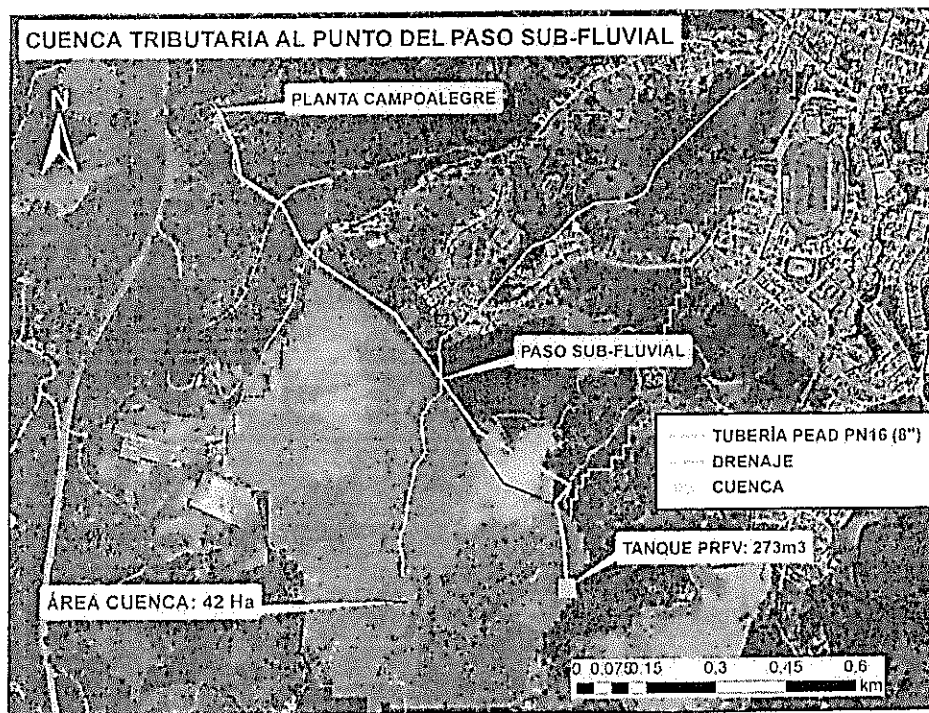 CUENCA TRIBUTARIA AL PUNTO DEL PASO SUB-FLUVIAL
N
PLANTA CAMPOALEGRE
PASO SUB-FLUVIAL
TUBERÍA PEAD PN16 (8")
DRENAJE
CUENCA
TANQUE PRFV: 273m3
ÁREA CUENCA: 42 Ha
0 0,075 0.15 0,3 0,45 0,6
km